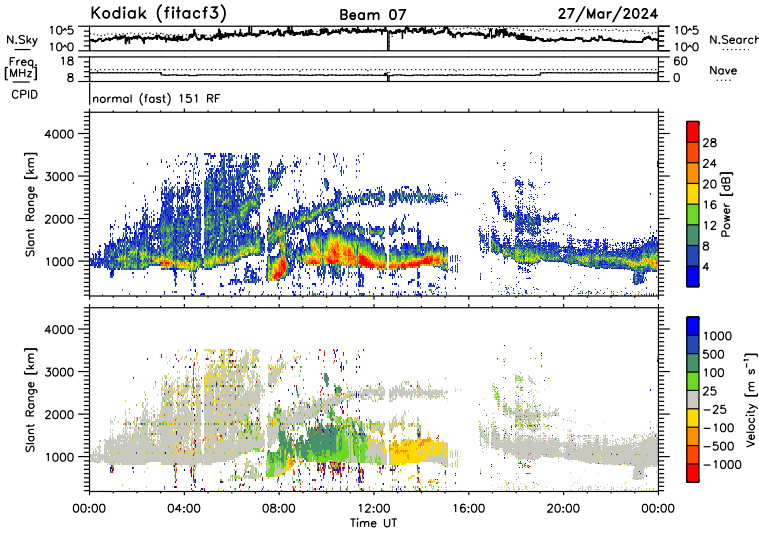 Kodiak (fitacf3) Beam 07 27/Mar/2024
N.Sky 10^5 10^0 10^5 10^0 N.Search
Freq. [MHz] 18 8 60 0 Nave
CPID normal (fast) 151 RF
4000
3000
2000
1000
Slant Range [km]
28
24
20
16
12
8
4
Power [dB]
4000
3000
2000
1000
Slant Range [km]
1000
500
100
25
−25
−100
−500
−1000
Velocity [m s⁻¹]
00:00 04:00 08:00 12:00 16:00 20:00 00:00
Time UT